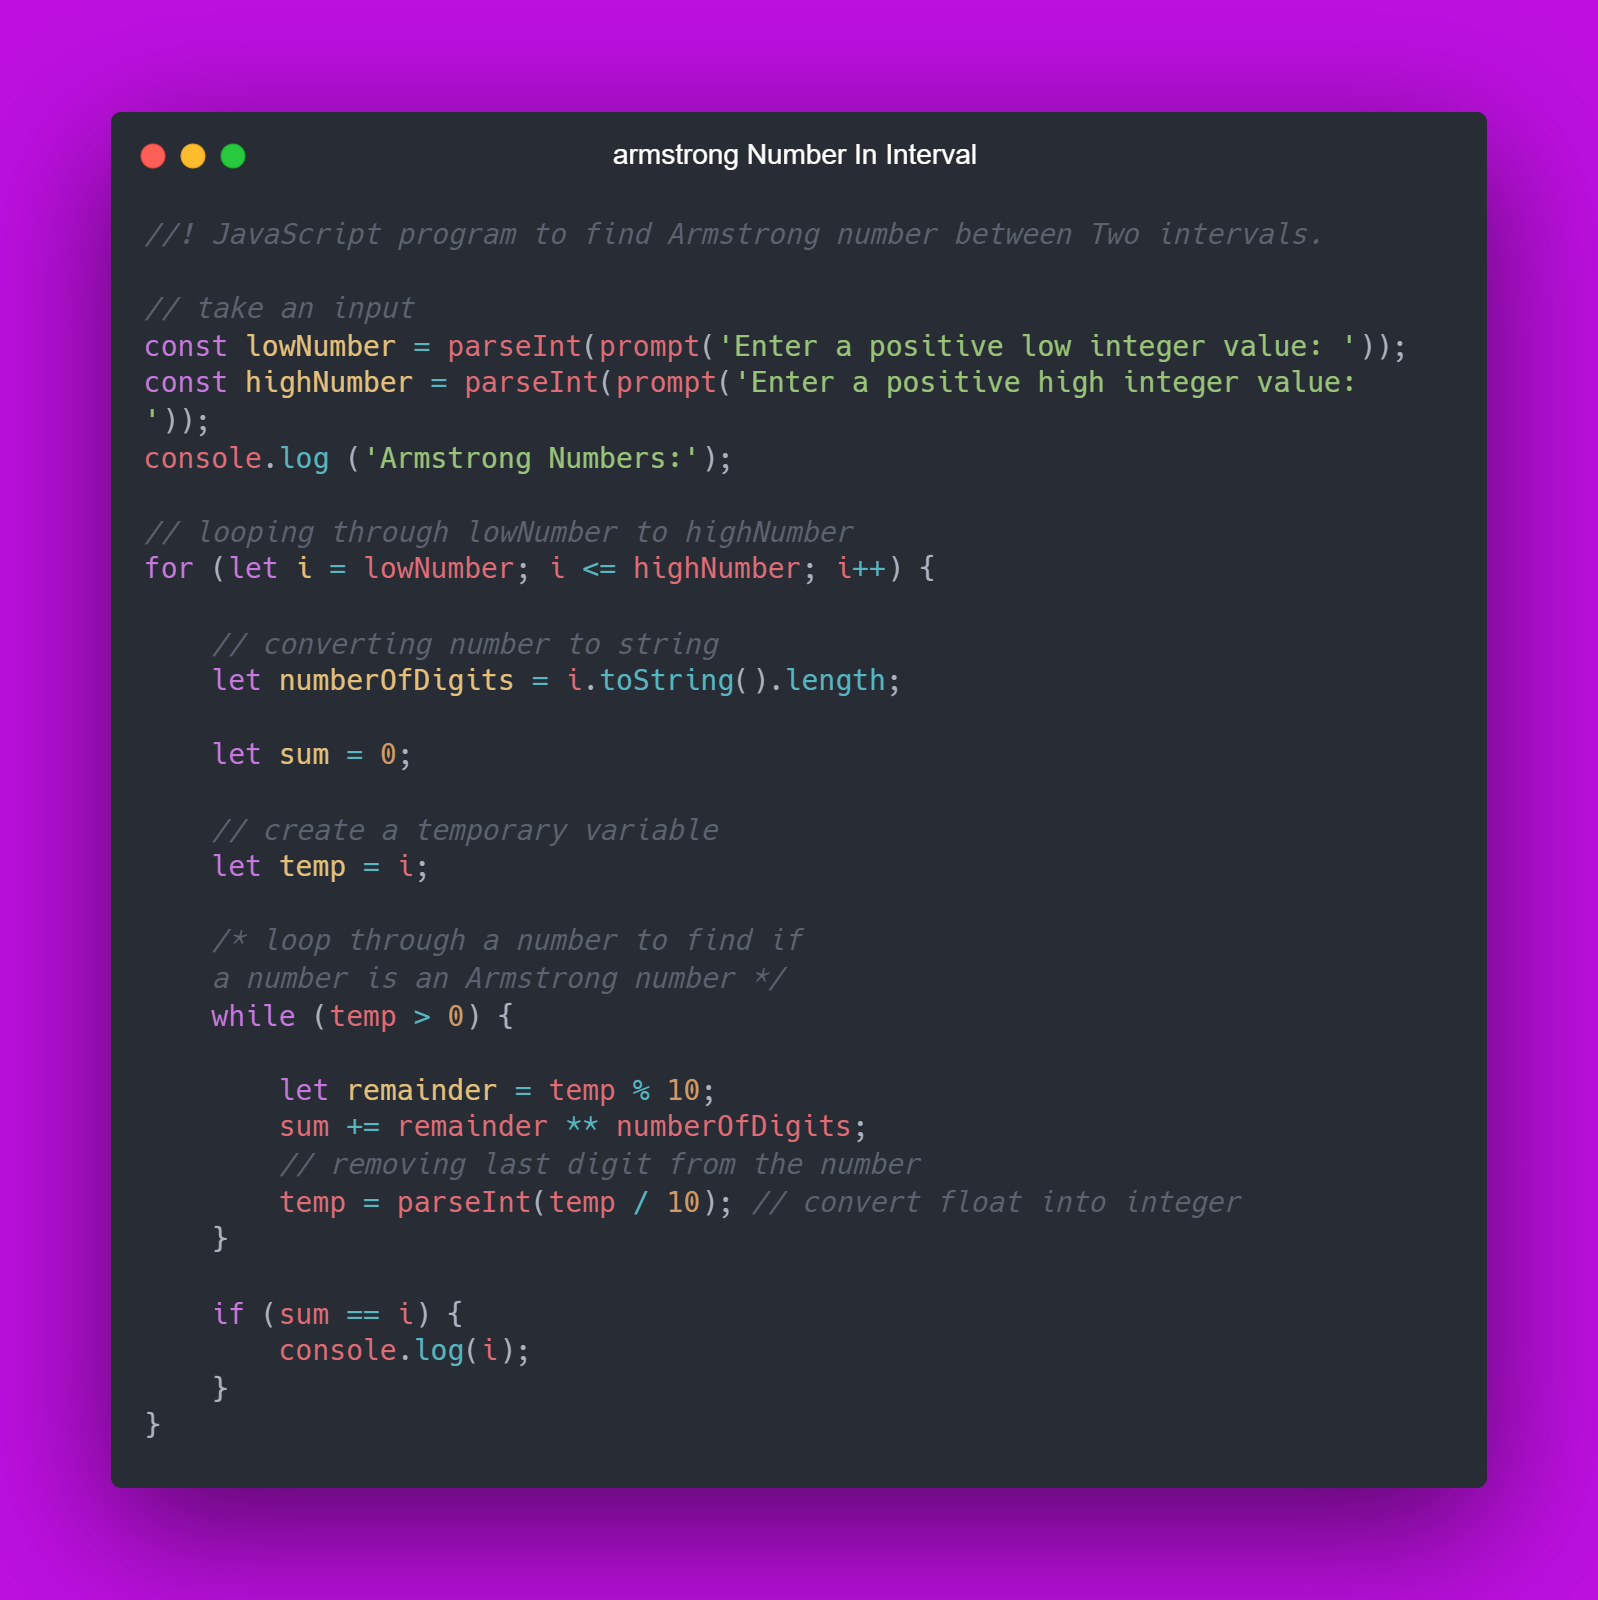 armstrong Number In Interval
//! JavaScript program to find Armstrong number between Two intervals.
// take an input
const lowNumber = parseInt(prompt('Enter a positive low integer value: '));
const highNumber = parseInt(prompt('Enter a positive high integer value:
'));
console.log ('Armstrong Numbers:');
// looping through lowNumber to highNumber
for (let i = lowNumber; i <= highNumber; i++) {
// converting number to string
let numberOfDigits = i.toString().length;
let sum = 0;
// create a temporary variable
let temp = i;
/* loop through a number to find if
a number is an Armstrong number */
while (temp > 0) {
let remainder = temp % 10;
sum += remainder ** numberOfDigits;
// removing last digit from the number
temp = parseInt(temp / 10); // convert float into integer
}
if (sum == i) {
console.log(i);
}
}